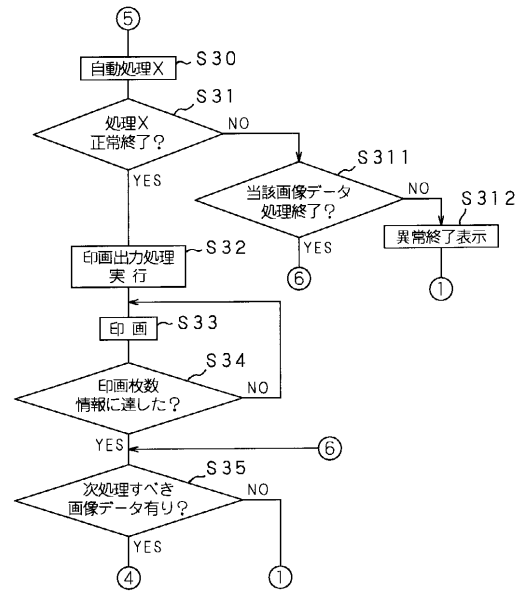 ⑤
自動処理X
S30
S31
処理X
正常終了？
NO
YES
S311
当該画像データ
処理終了？
NO
YES
S312
異常終了表示
⑥
①
S32
印画出力処理
実 行
S33
印 画
S34
印画枚数
情報に達した？
NO
YES
⑥
S35
次処理すべき
画像データ有り？
NO
YES
④
①